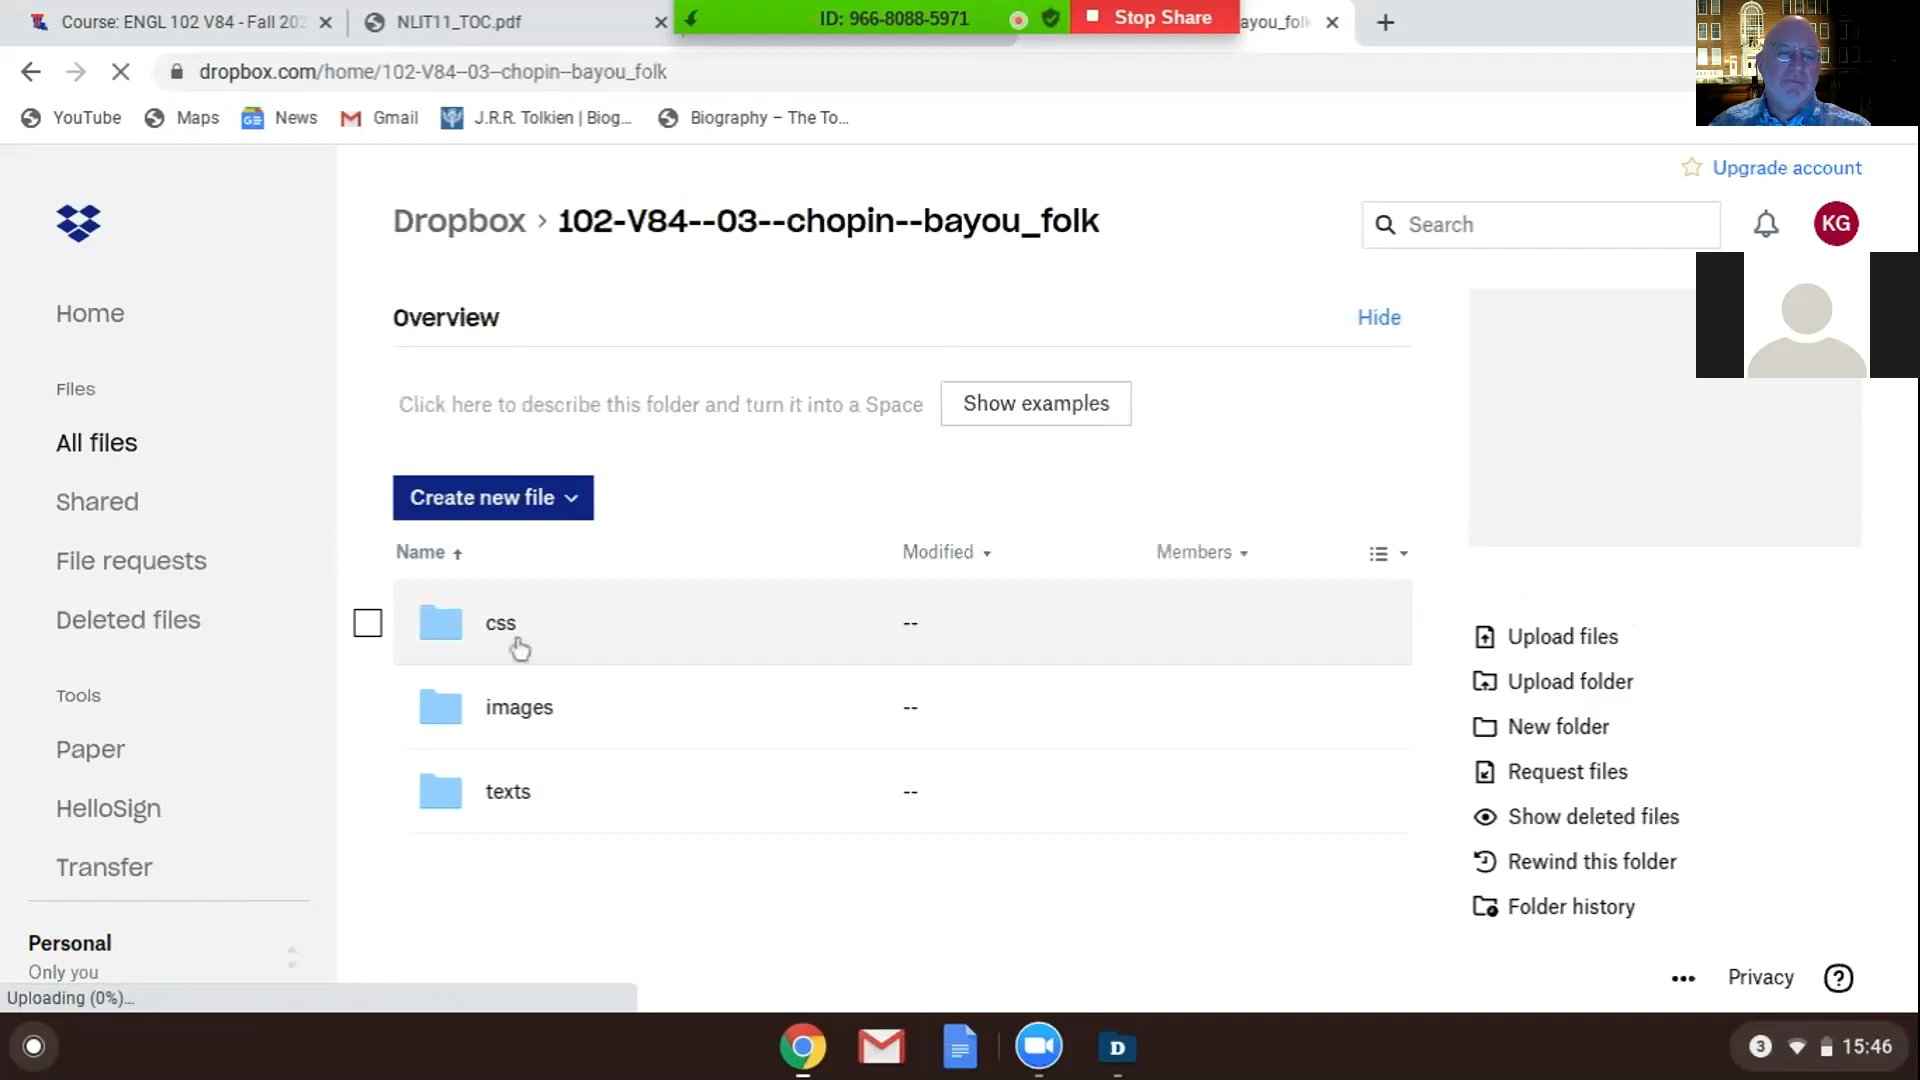 Course: ENGL 102 V84 - Fall 202
NLIT11_TOC.pdf
ID: 966-8088-5971
Stop Share
ayou_folk
dropbox.com/home/102-V84--03--chopin--bayou_folk
YouTube
Maps
News
Gmail
J.R.R. Tolkien | Biog...
Biography – The To...
Upgrade account
Dropbox › 102-V84--03--chopin--bayou_folk
Search
KG
Home
Overview
Hide
Files
Click here to describe this folder and turn it into a Space
Show examples
All files
Shared
Create new file
Name
Modified
Members
File requests
Deleted files
css
--
Upload files
Upload folder
Tools
images
--
New folder
Paper
Request files
texts
--
HelloSign
Show deleted files
Transfer
Rewind this folder
Folder history
Personal
Only you
Privacy
Uploading (0%)...
D
3
15:46